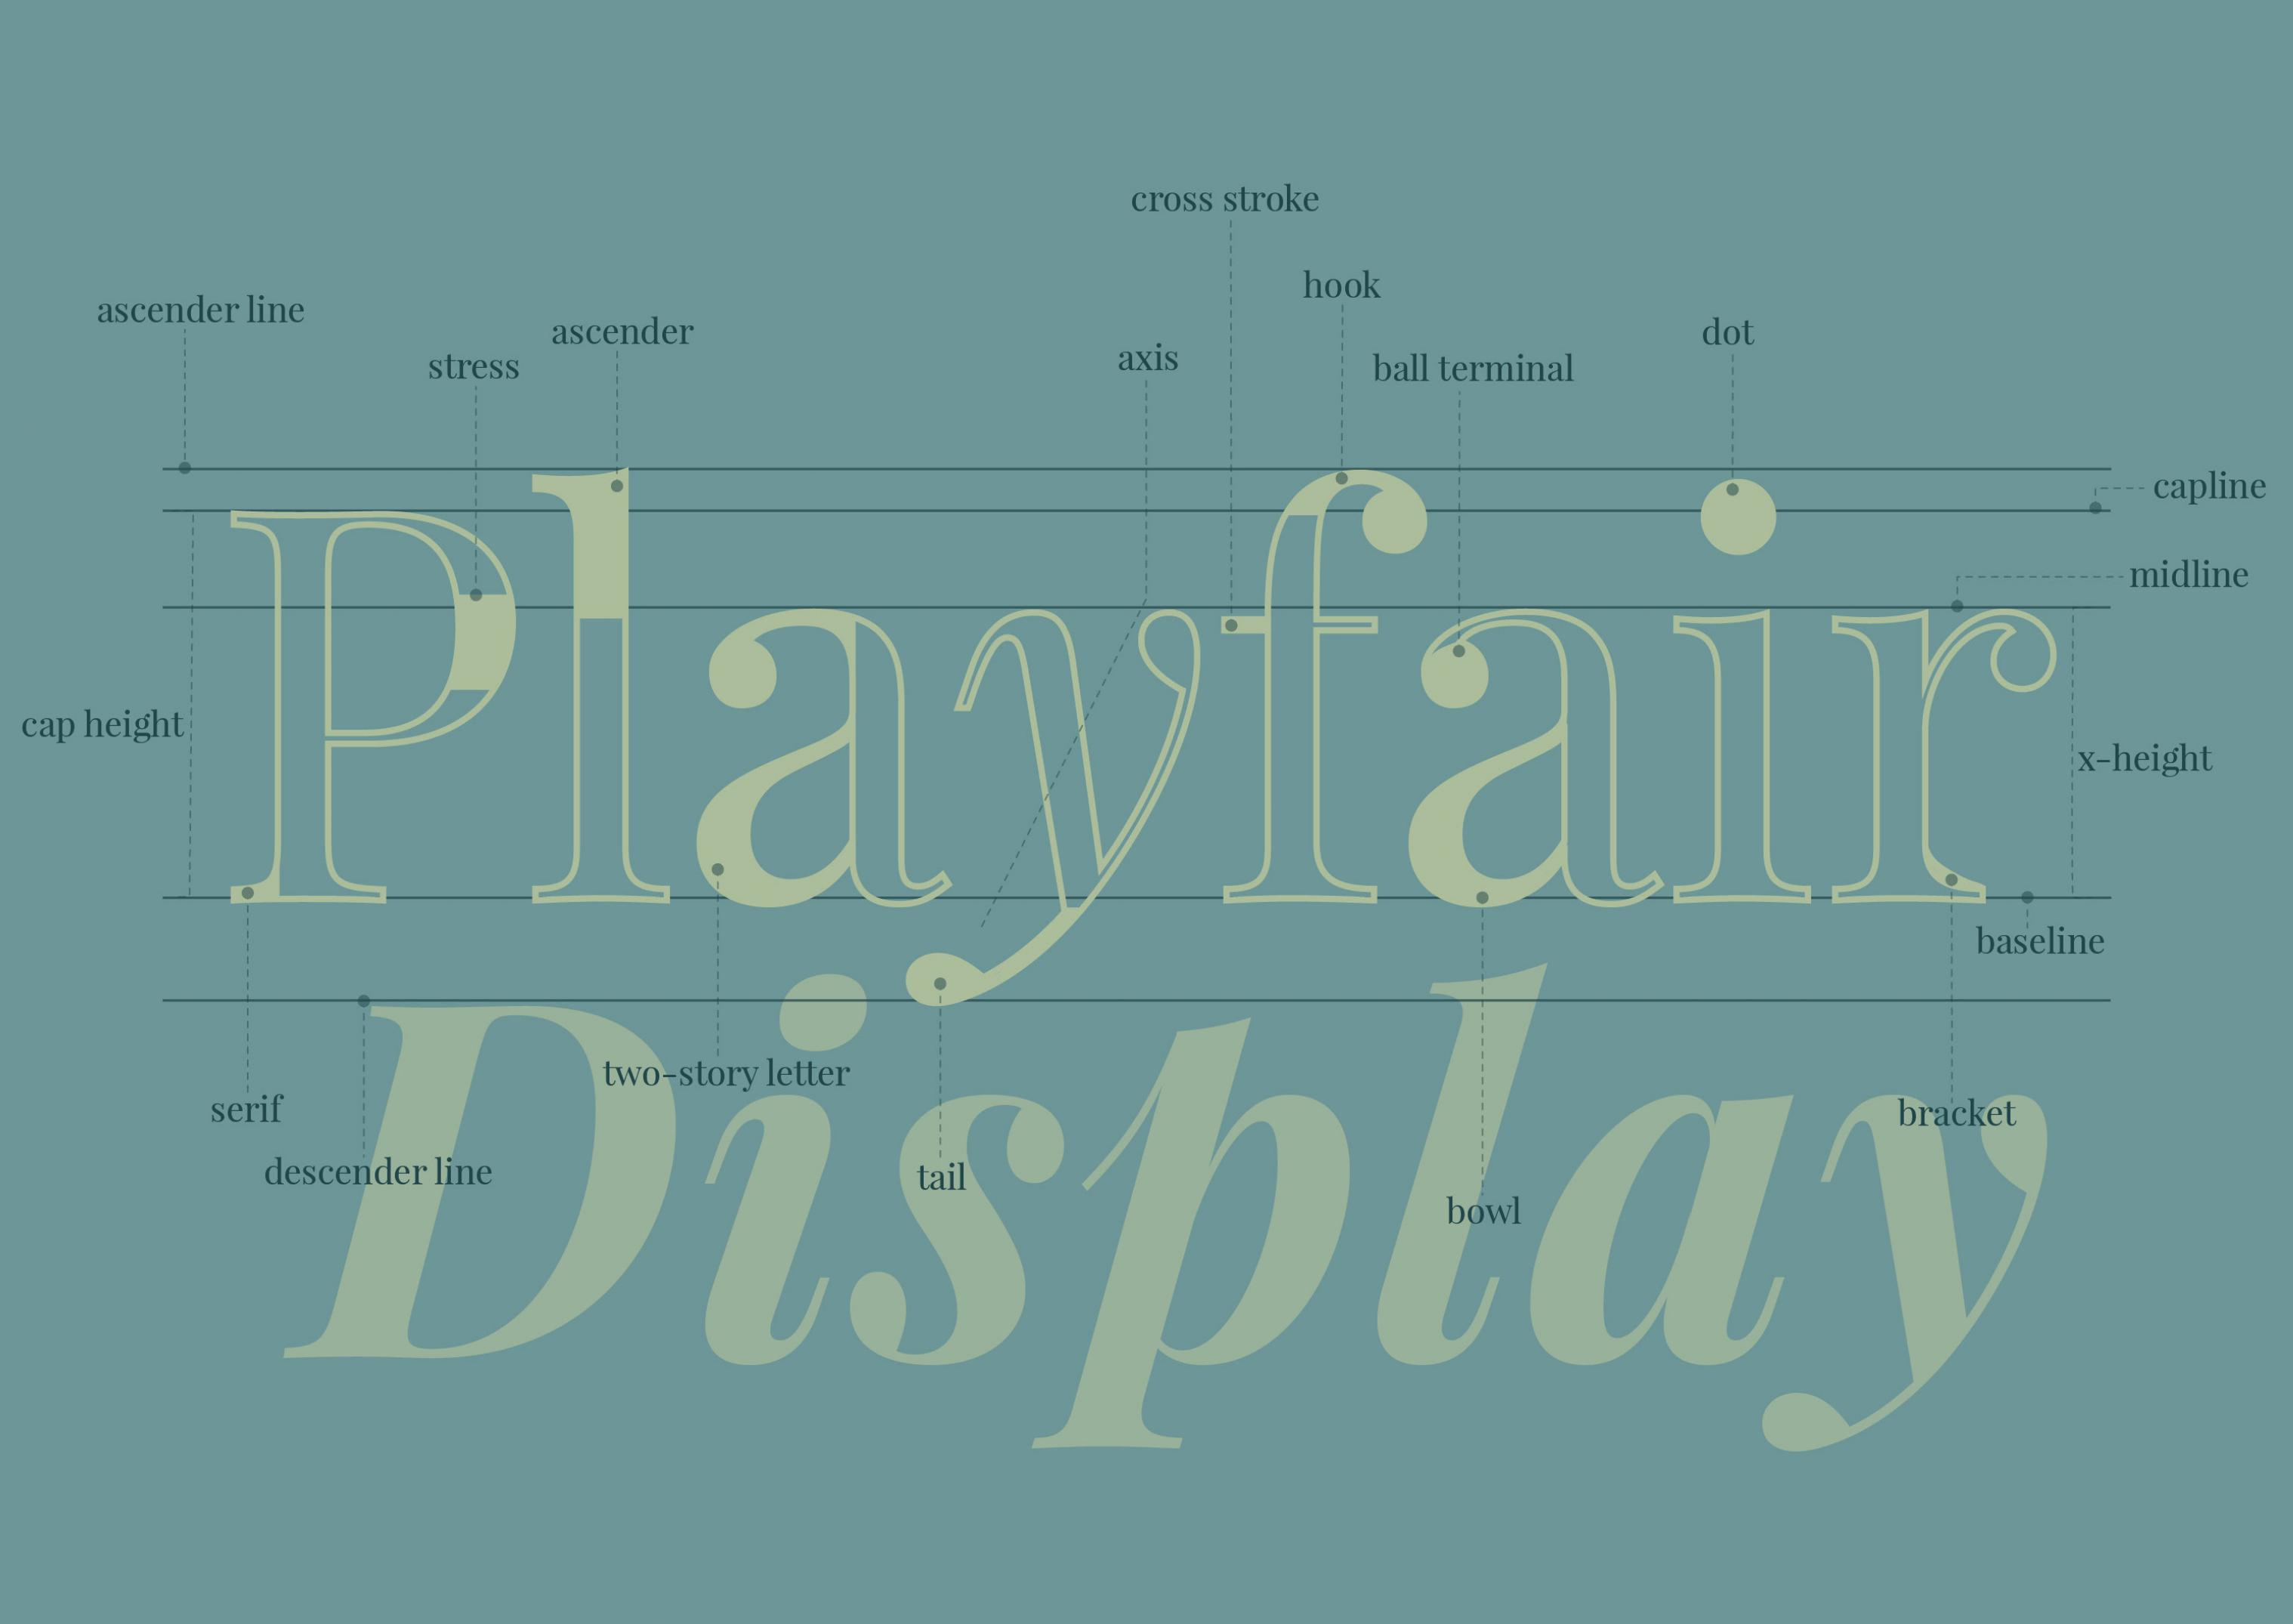 cross stroke
hook
ascender line
ascender
dot
stress
axis
ball terminal
capline
midline
Playfair
cap height
x-height
baseline
two-story letter
serif
bracket
descender line
tail
bowl
Display